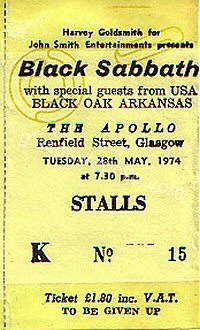 Harvey Goldsmith for
John Smith Entertainments presents
Black Sabbath
with special guests from USA
BLACK OAK ARKANSAS
THE APOLLO
Renfield Street, Glasgow
TUESDAY, 28th MAY, 1974
at 7.30 p.m.
STALLS
K No 15
Ticket £1.80 inc. V.A.T.
TO BE GIVEN UP